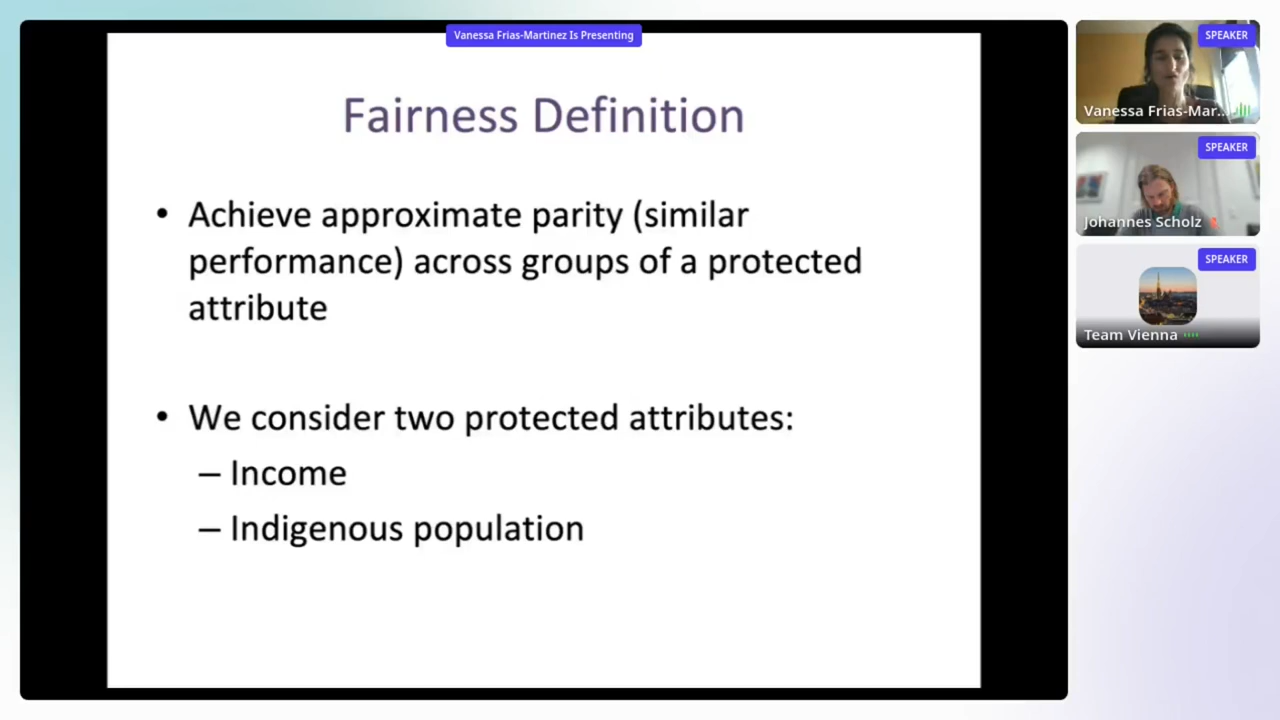 Vanessa Frias-Martinez Is Presenting
Fairness Definition
• Achieve approximate parity (similar
performance) across groups of a protected
attribute
• We consider two protected attributes:
– Income
– Indigenous population
SPEAKER
Vanessa Frias-Mar...
SPEAKER
Johannes Scholz
SPEAKER
Team Vienna